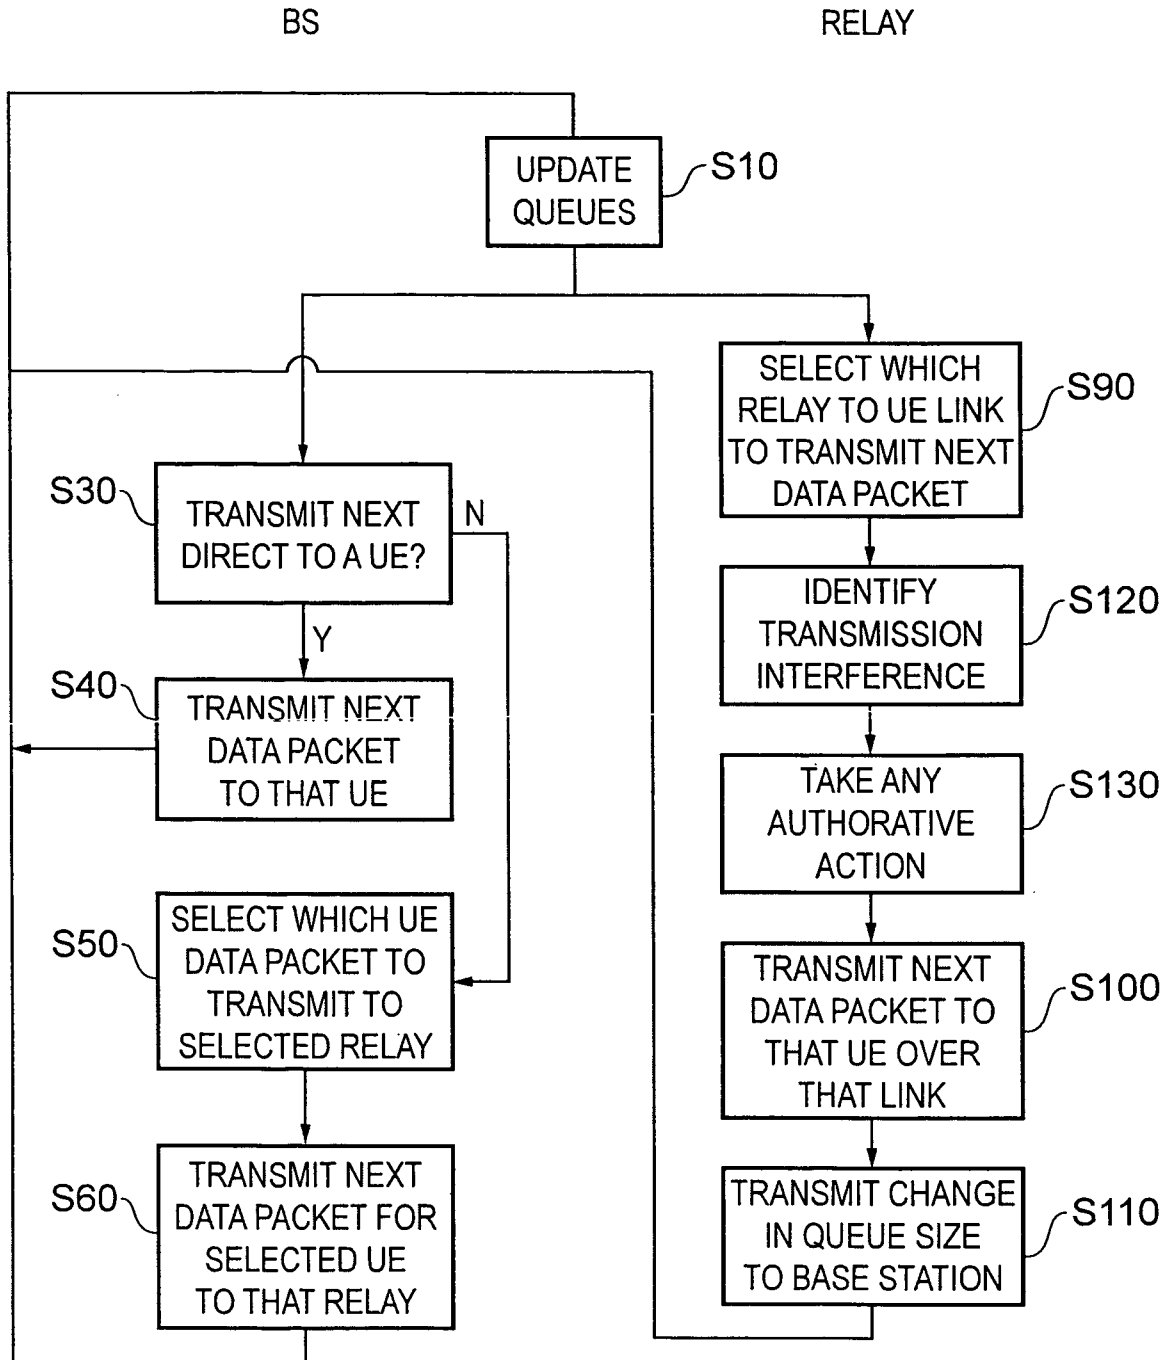 BS
RELAY
UPDATE
QUEUES
S10
SELECT WHICH
RELAY TO UE LINK
TO TRANSMIT NEXT
DATA PACKET
S90
S30
TRANSMIT NEXT
DIRECT TO A UE?
N
Y
IDENTIFY
TRANSMISSION
INTERFERENCE
S120
S40
TRANSMIT NEXT
DATA PACKET
TO THAT UE
TAKE ANY
AUTHORATIVE
ACTION
S130
S50
SELECT WHICH UE
DATA PACKET TO
TRANSMIT TO
SELECTED RELAY
TRANSMIT NEXT
DATA PACKET TO
THAT UE OVER
THAT LINK
S100
S60
TRANSMIT NEXT
DATA PACKET FOR
SELECTED UE
TO THAT RELAY
TRANSMIT CHANGE
IN QUEUE SIZE
TO BASE STATION
S110